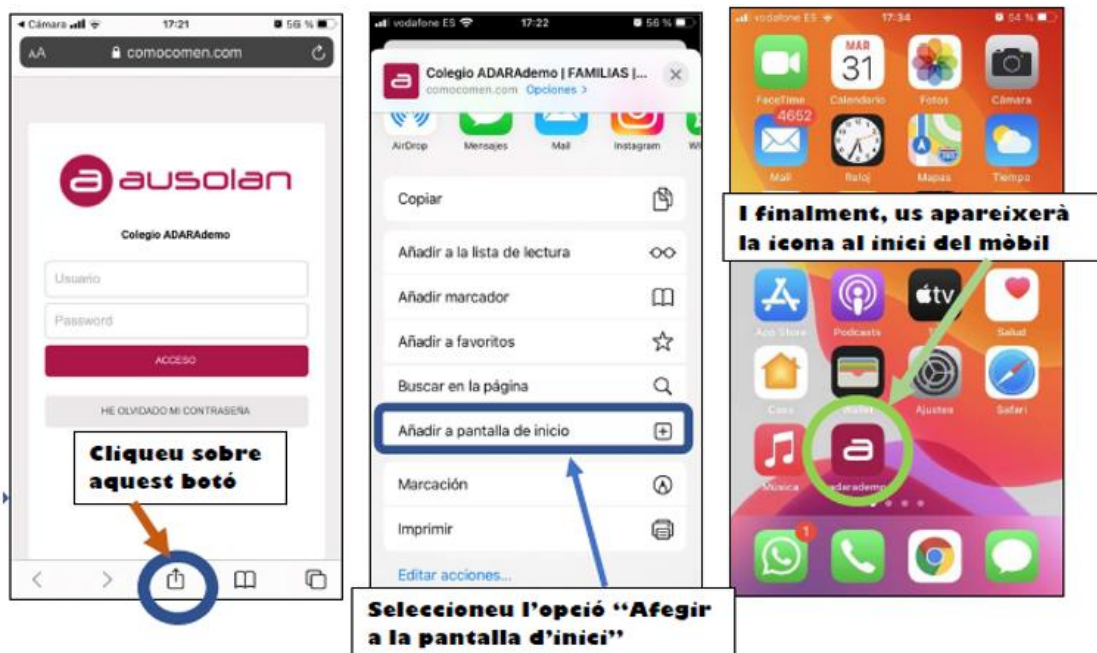 Cámara
17:21
56 %
AA
comocomen.com
a ausolan
Colegio ADARAdemo
Usuario
Password
ACCESO
HE OLVIDADO MI CONTRASEÑA
Cliqueu sobre
aquest botó
vodafone ES
17:22
56 %
a
Colegio ADARAdemo | FAMILIAS |...
comocomen.com Opciones >
AirDrop
Mensajes
Mail
Instagram
Copiar
Añadir a la lista de lectura
Añadir marcador
Añadir a favoritos
Buscar en la página
Añadir a pantalla de inicio
Marcación
Imprimir
Editar acciones...
Seleccioneu l’opció “Afegir
a la pantalla d’inici”
vodafone ES
17:34
54 %
MAR
31
FaceTime
Calendario
Fotos
Cámara
4652
Mail
Reloj
Mapas
Tiempo
I finalment, us apareixerà
la icona al inici del mòbil
tv
App Store
Podcasts
Salud
Casa
Wallet
Ajustes
Safari
a
Música
adarademo
1